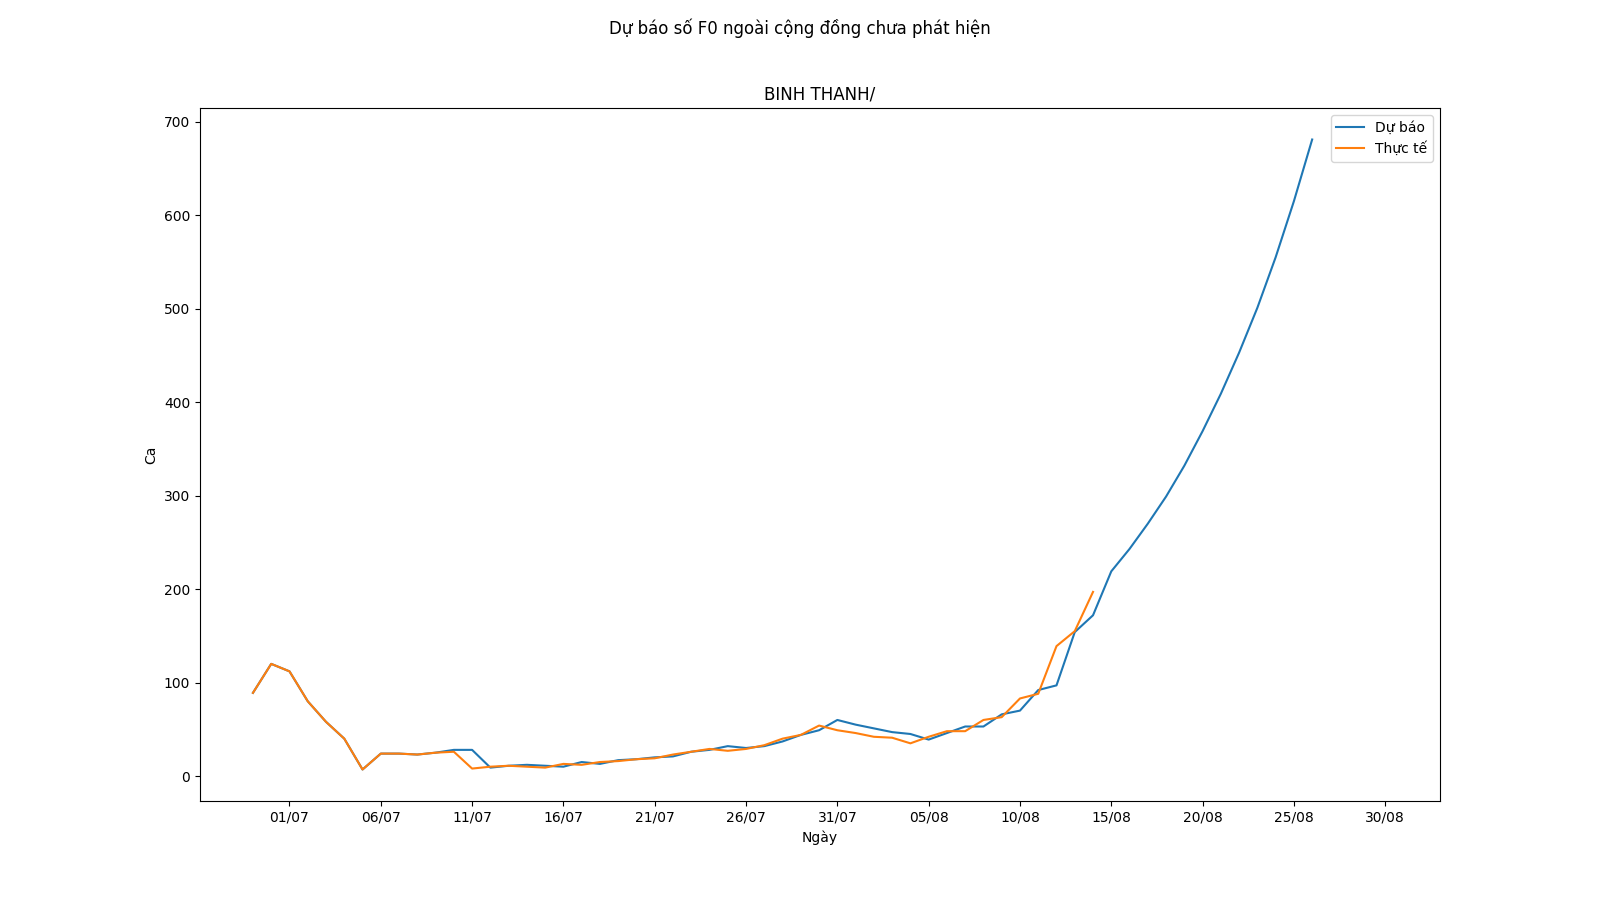 Dự báo số F0 ngoài cộng đồng chưa phát hiện
BINH THANH/
Dự báo
Thực tế
700
600
500
400
300
200
100
0
Ca
01/07 06/07 11/07 16/07 21/07 26/07 31/07 05/08 10/08 15/08 20/08 25/08 30/08
Ngày